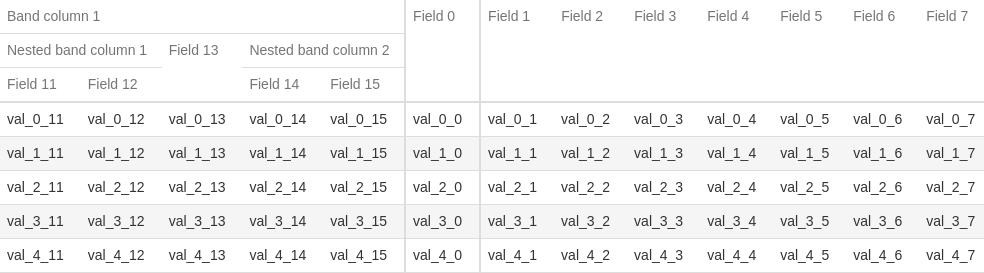 Band column 1 Field 0 Field 1 Field 2 Field 3 Field 4 Field 5 Field 6 Field 7
Nested band column 1 Field 13 Nested band column 2
Field 11 Field 12 Field 14 Field 15
val_0_11 val_0_12 val_0_13 val_0_14 val_0_15 val_0_0 val_0_1 val_0_2 val_0_3 val_0_4 val_0_5 val_0_6 val_0_7
val_1_11 val_1_12 val_1_13 val_1_14 val_1_15 val_1_0 val_1_1 val_1_2 val_1_3 val_1_4 val_1_5 val_1_6 val_1_7
val_2_11 val_2_12 val_2_13 val_2_14 val_2_15 val_2_0 val_2_1 val_2_2 val_2_3 val_2_4 val_2_5 val_2_6 val_2_7
val_3_11 val_3_12 val_3_13 val_3_14 val_3_15 val_3_0 val_3_1 val_3_2 val_3_3 val_3_4 val_3_5 val_3_6 val_3_7
val_4_11 val_4_12 val_4_13 val_4_14 val_4_15 val_4_0 val_4_1 val_4_2 val_4_3 val_4_4 val_4_5 val_4_6 val_4_7